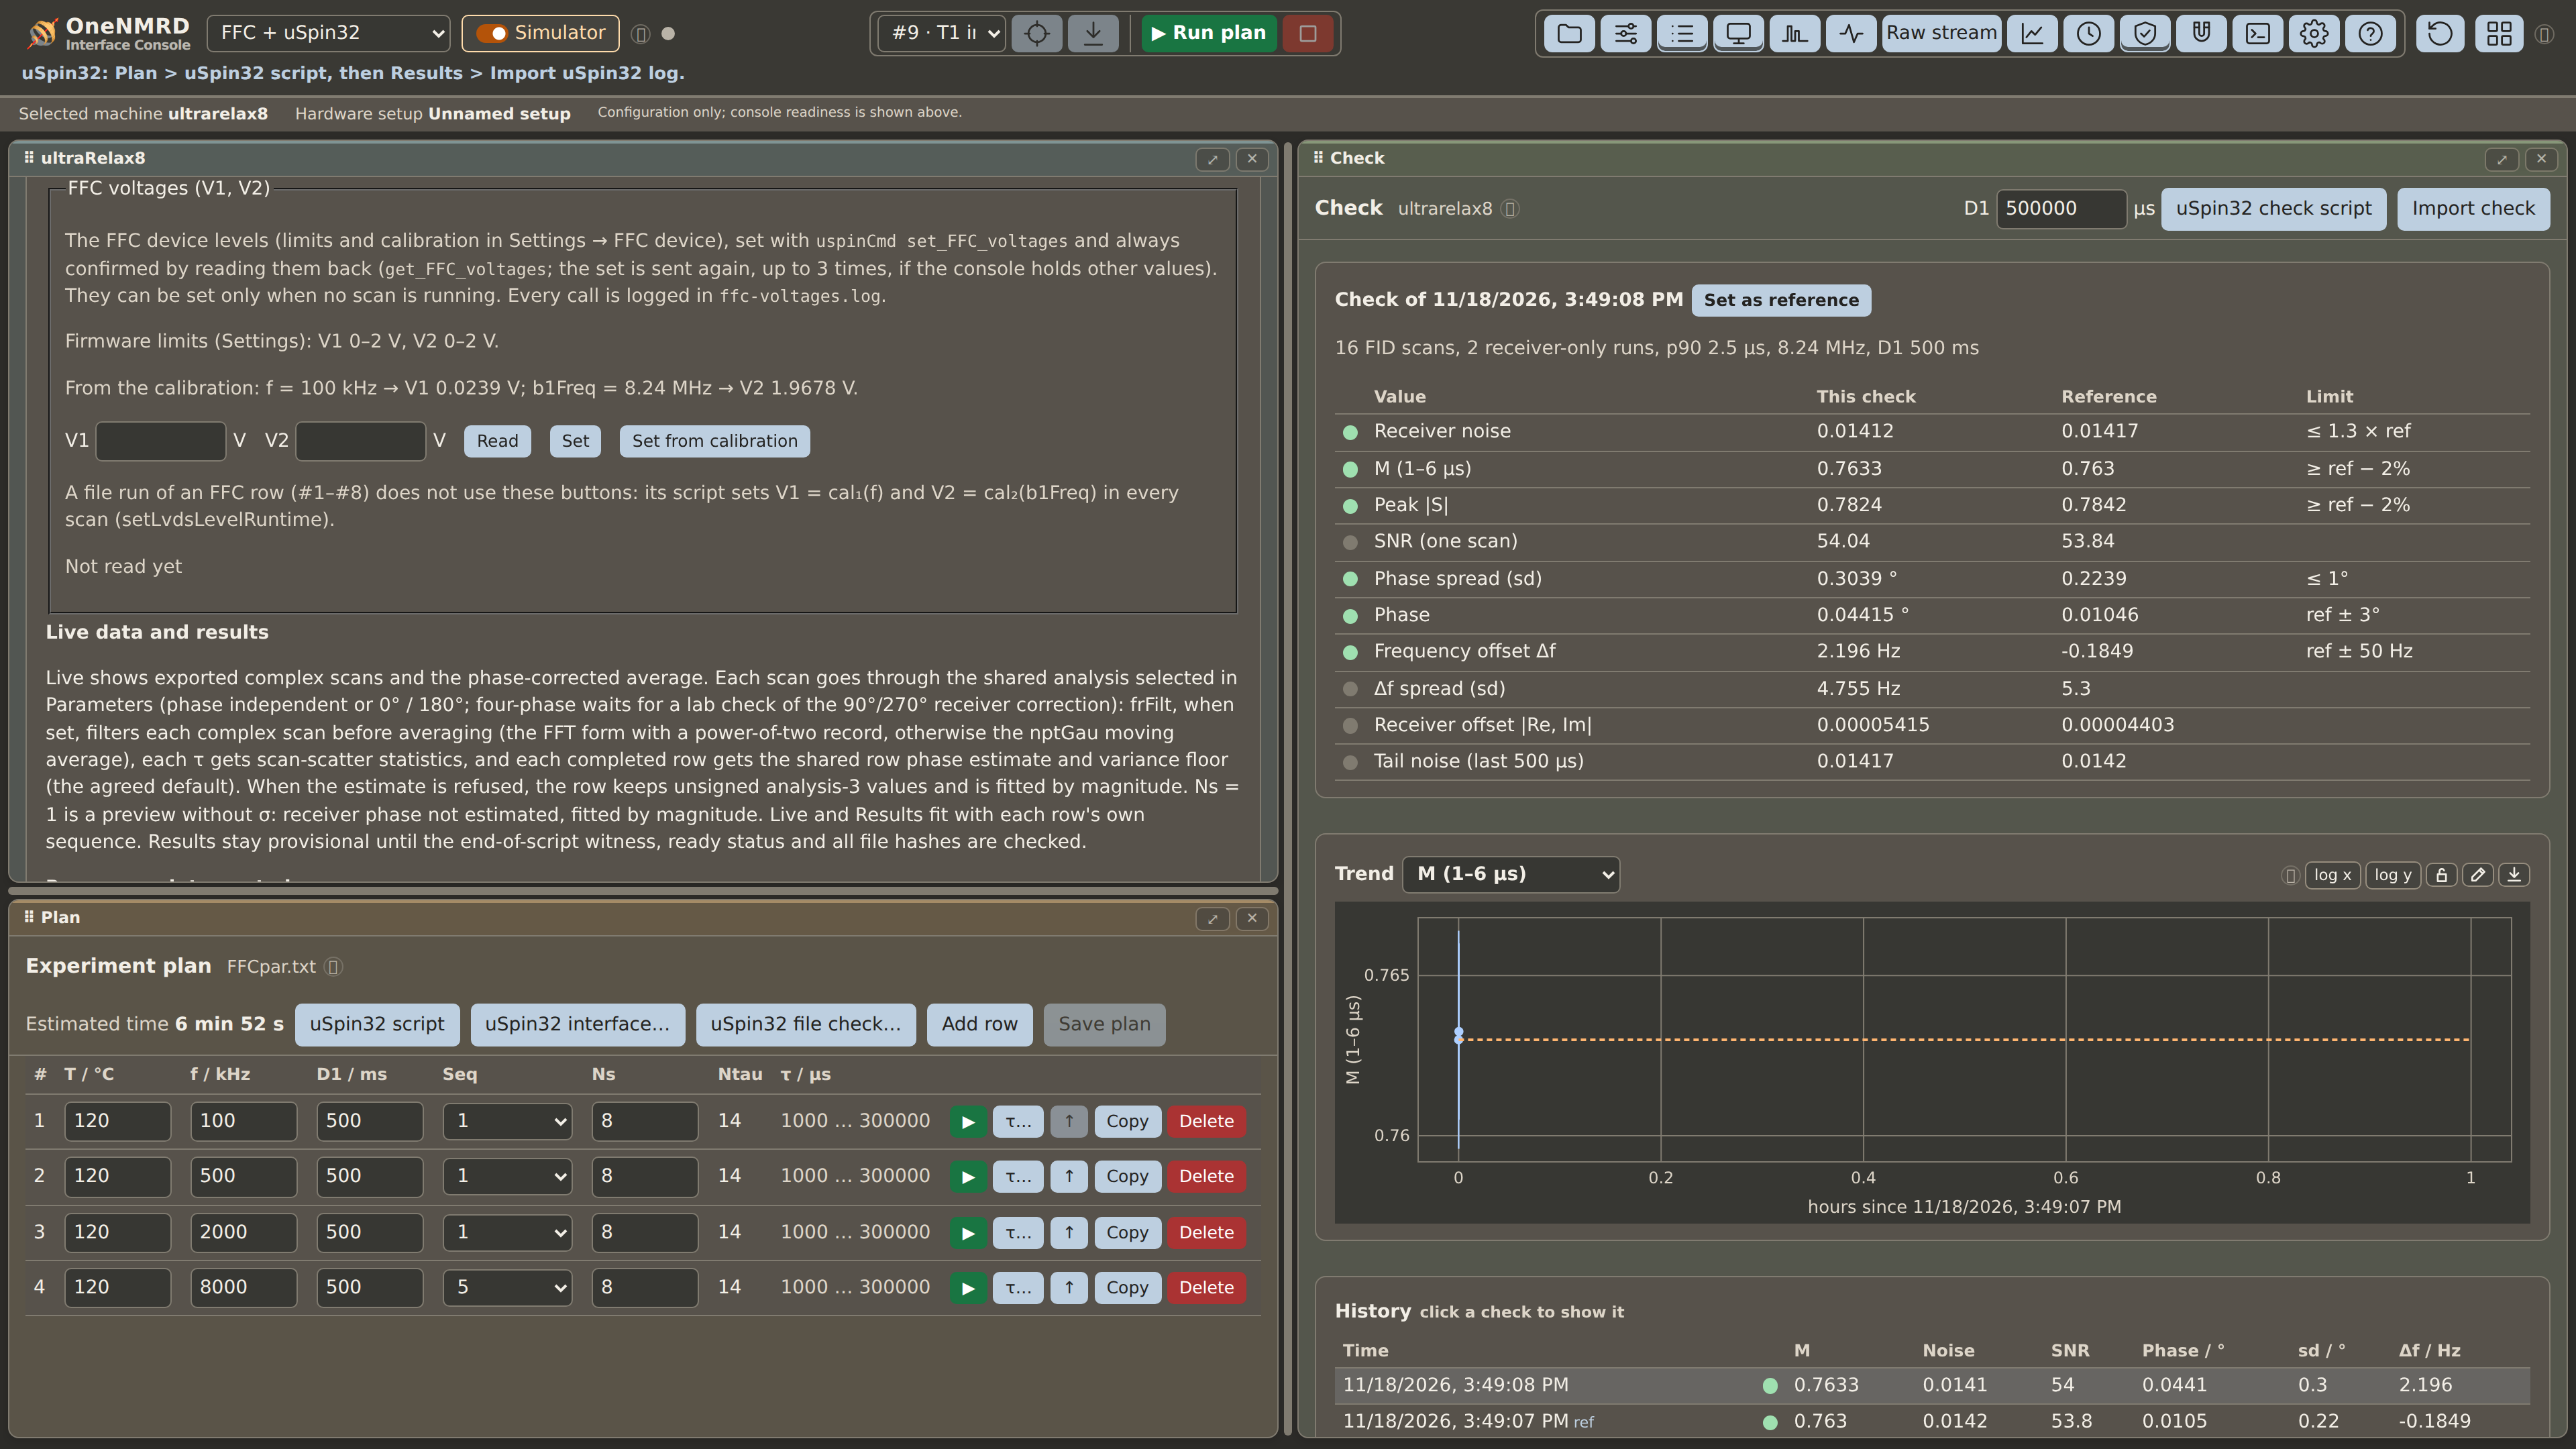 OneNMRD
Interface Console
FFC + uSpin32
Simulator
#9 · T1 i
Run plan
Raw stream
uSpin32: Plan > uSpin32 script, then Results > Import uSpin32 log.
Selected machine ultrarelax8 Hardware setup Unnamed setup Configuration only; console readiness is shown above.
ultraRelax8
FFC voltages (V1, V2)
The FFC device levels (limits and calibration in Settings → FFC device), set with uspinCmd set_FFC_voltages and always
confirmed by reading them back (get_FFC_voltages; the set is sent again, up to 3 times, if the console holds other values).
They can be set only when no scan is running. Every call is logged in ffc-voltages.log.
Firmware limits (Settings): V1 0–2 V, V2 0–2 V.
From the calibration: f = 100 kHz → V1 0.0239 V; b1Freq = 8.24 MHz → V2 1.9678 V.
V1 V V2 V Read Set Set from calibration
A file run of an FFC row (#1–#8) does not use these buttons: its script sets V1 = cal₁(f) and V2 = cal₂(b1Freq) in every
scan (setLvdsLevelRuntime).
Not read yet
Live data and results
Live shows exported complex scans and the phase-corrected average. Each scan goes through the shared analysis selected in
Parameters (phase independent or 0° / 180°; four-phase waits for a lab check of the 90°/270° receiver correction): frFilt, when
set, filters each complex scan before averaging (the FFT form with a power-of-two record, otherwise the nptGau moving
average), each τ gets scan-scatter statistics, and each completed row gets the shared row phase estimate and variance floor
(the agreed default). When the estimate is refused, the row keeps unsigned analysis-3 values and is fitted by magnitude. Ns =
1 is a preview without σ: receiver phase not estimated, fitted by magnitude. Live and Results fit with each row's own
sequence. Results stay provisional until the end-of-script witness, ready status and all file hashes are checked.
Plan
Experiment plan FFCpar.txt
Estimated time 6 min 52 s uSpin32 script uSpin32 interface... uSpin32 file check... Add row Save plan
# T / °C f / kHz D1 / ms Seq Ns Ntau τ / µs
1 120 100 500 1 8 14 1000 ... 300000 ▶ τ... ↑ Copy Delete
2 120 500 500 1 8 14 1000 ... 300000 ▶ τ... ↑ Copy Delete
3 120 2000 500 1 8 14 1000 ... 300000 ▶ τ... ↑ Copy Delete
4 120 8000 500 5 8 14 1000 ... 300000 ▶ τ... ↑ Copy Delete
Check
Check ultrarelax8 D1 500000 µs uSpin32 check script Import check
Check of 11/18/2026, 3:49:08 PM Set as reference
16 FID scans, 2 receiver-only runs, p90 2.5 µs, 8.24 MHz, D1 500 ms
Value This check Reference Limit
Receiver noise 0.01412 0.01417 ≤ 1.3 × ref
M (1–6 µs) 0.7633 0.763 ≥ ref − 2%
Peak |S| 0.7824 0.7842 ≥ ref − 2%
SNR (one scan) 54.04 53.84
Phase spread (sd) 0.3039 ° 0.2239 ≤ 1°
Phase 0.04415 ° 0.01046 ref ± 3°
Frequency offset Δf 2.196 Hz -0.1849 ref ± 50 Hz
Δf spread (sd) 4.755 Hz 5.3
Receiver offset |Re, Im| 0.00005415 0.00004403
Tail noise (last 500 µs) 0.01417 0.0142
Trend M (1–6 µs) log x log y
M (1–6 µs)
0.765
0.76
0 0.2 0.4 0.6 0.8 1
hours since 11/18/2026, 3:49:07 PM
History click a check to show it
Time M Noise SNR Phase / ° sd / ° Δf / Hz
11/18/2026, 3:49:08 PM 0.7633 0.0141 54 0.0441 0.3 2.196
11/18/2026, 3:49:07 PM ref 0.763 0.0142 53.8 0.0105 0.22 -0.1849